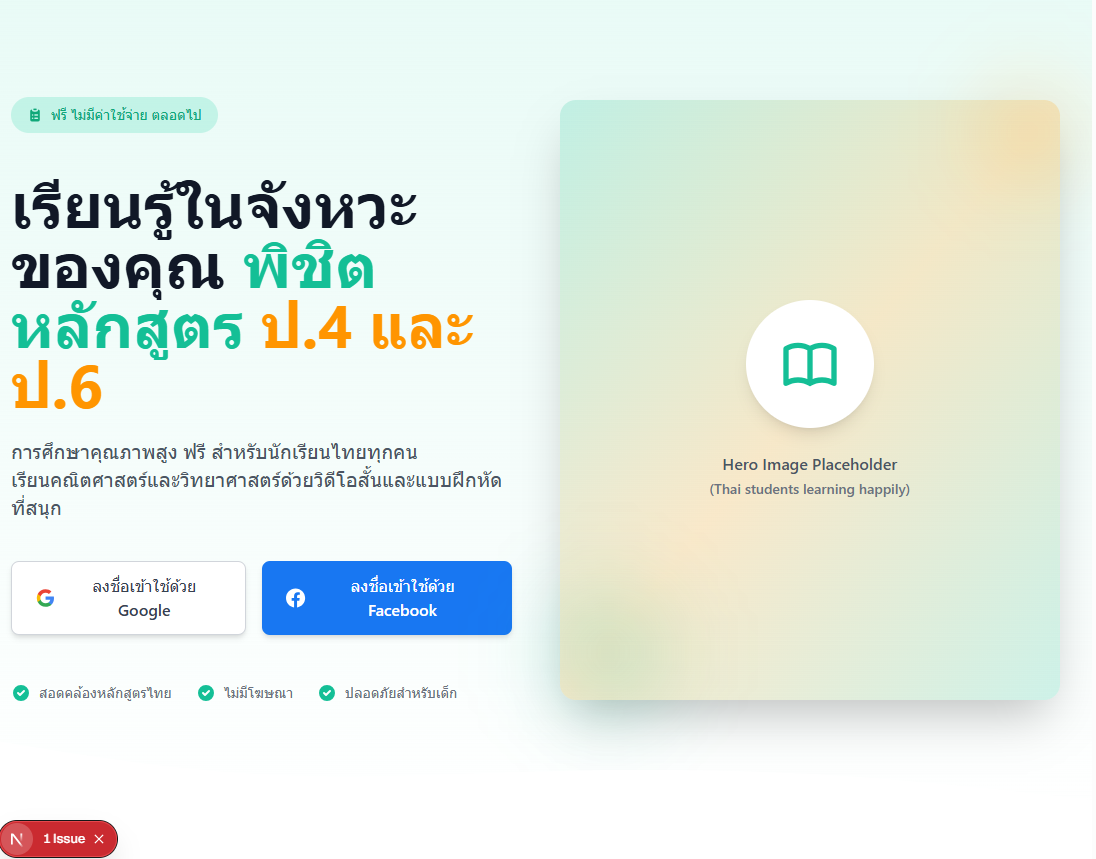 ฟรี ไม่มีค่าใช้จ่าย ตลอดไป
เรียนรู้ในจังหวะ
ของคุณ พิชิต
หลักสูตร ป.4 และ
ป.6
การศึกษาคุณภาพสูง ฟรี สำหรับนักเรียนไทยทุกคน
เรียนคณิตศาสตร์และวิทยาศาสตร์ด้วยวิดีโอสั้นและแบบฝึกหัด
ที่สนุก
ลงชื่อเข้าใช้ด้วย
Google
ลงชื่อเข้าใช้ด้วย
Facebook
สอดคล้องหลักสูตรไทย
ไม่มีโฆษณา
ปลอดภัยสำหรับเด็ก
Hero Image Placeholder
(Thai students learning happily)
N
1 Issue